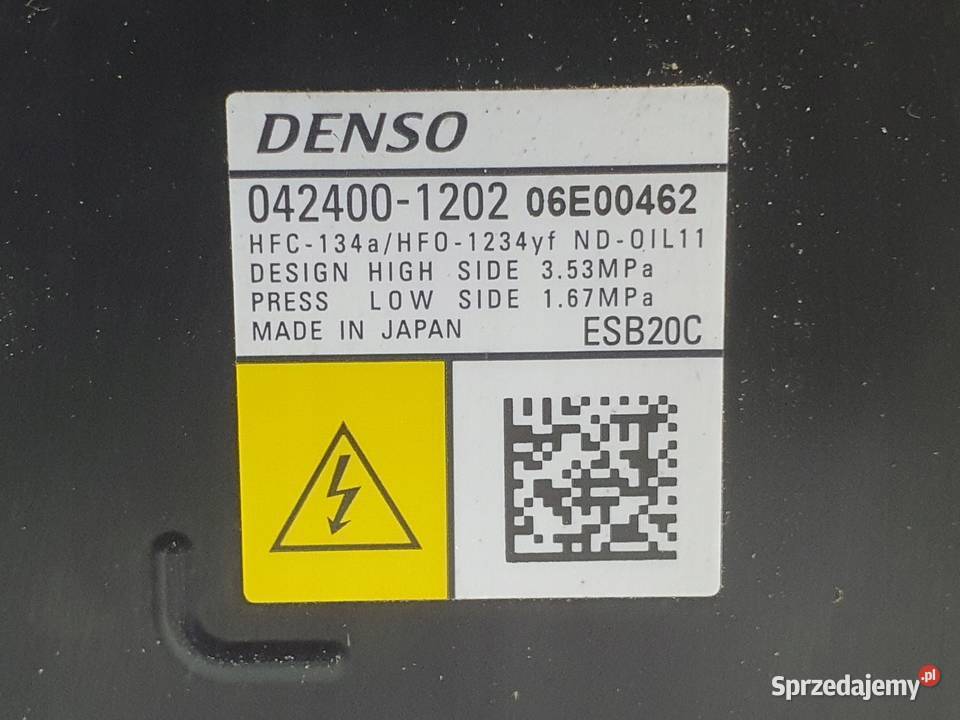 DENSO
042400-1202 06E00462
HFC-134a/HFO-1234yf ND-OIL11
DESIGN HIGH SIDE 3.53MPa
PRESS LOW SIDE 1.67MPa
MADE IN JAPAN ESB20C
Sprzedajemy.pl